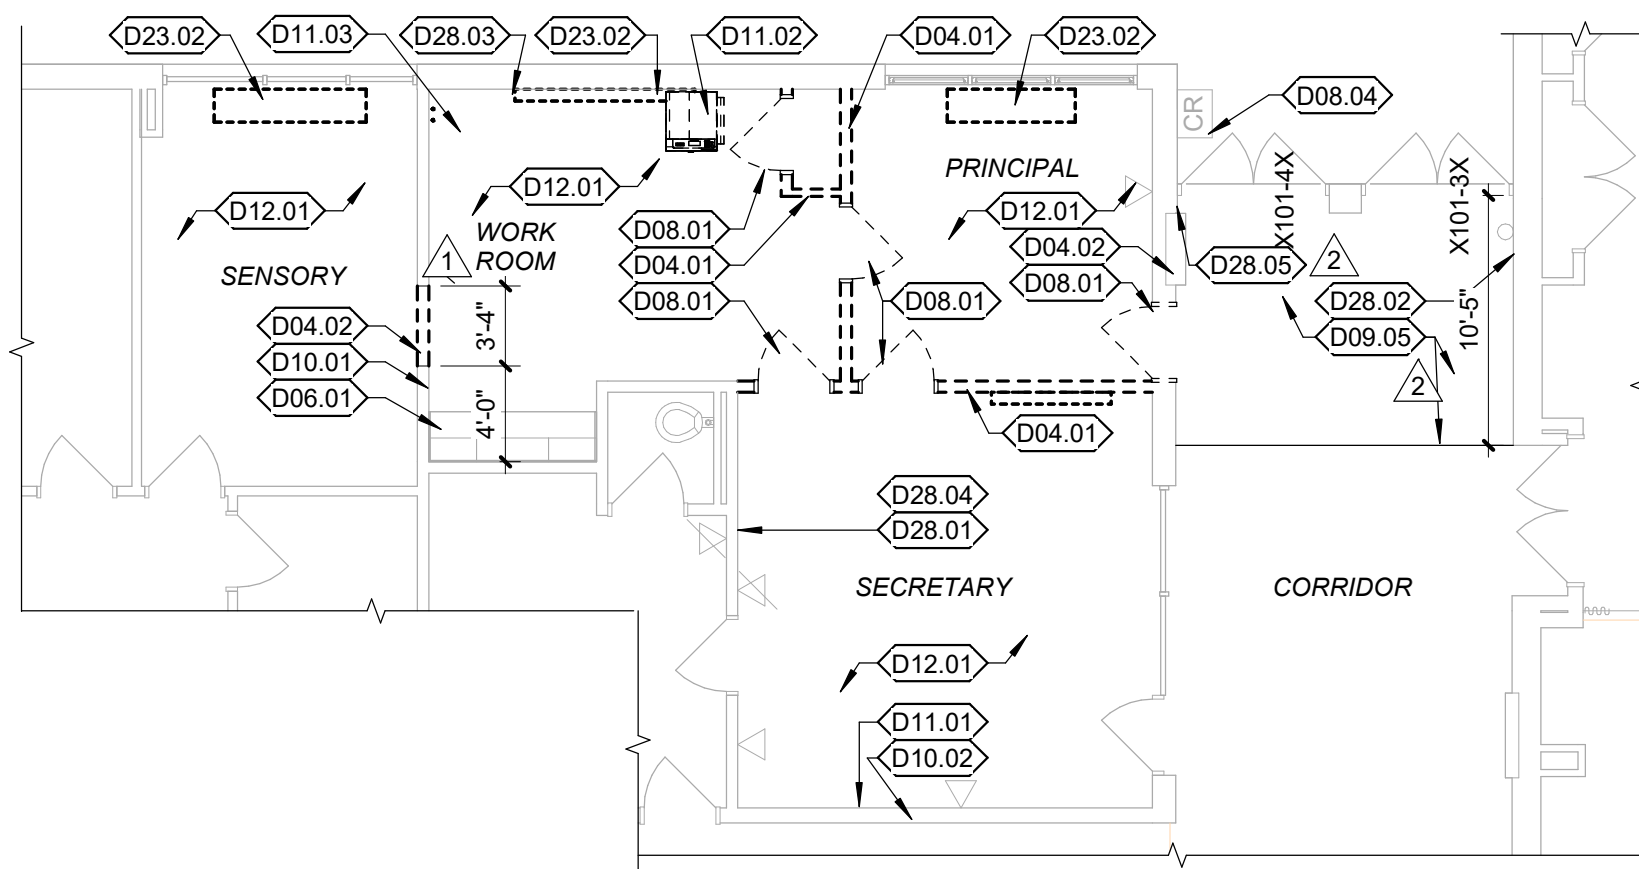 D23.02
D11.03
D28.03
D23.02
D11.02
D04.01
D23.02
D08.04
CR
PRINCIPAL
X101-4X
X101-3X
D12.01
D12.01
D12.01
WORK
ROOM
D08.01
D04.01
D08.01
D04.02
D08.01
D28.05
2
1
SENSORY
D08.01
D28.02
D09.05
10'-5"
2
D04.02
D10.01
D06.01
3'-4"
4'-0"
D04.01
D28.04
D28.01
SECRETARY
CORRIDOR
D12.01
D11.01
D10.02